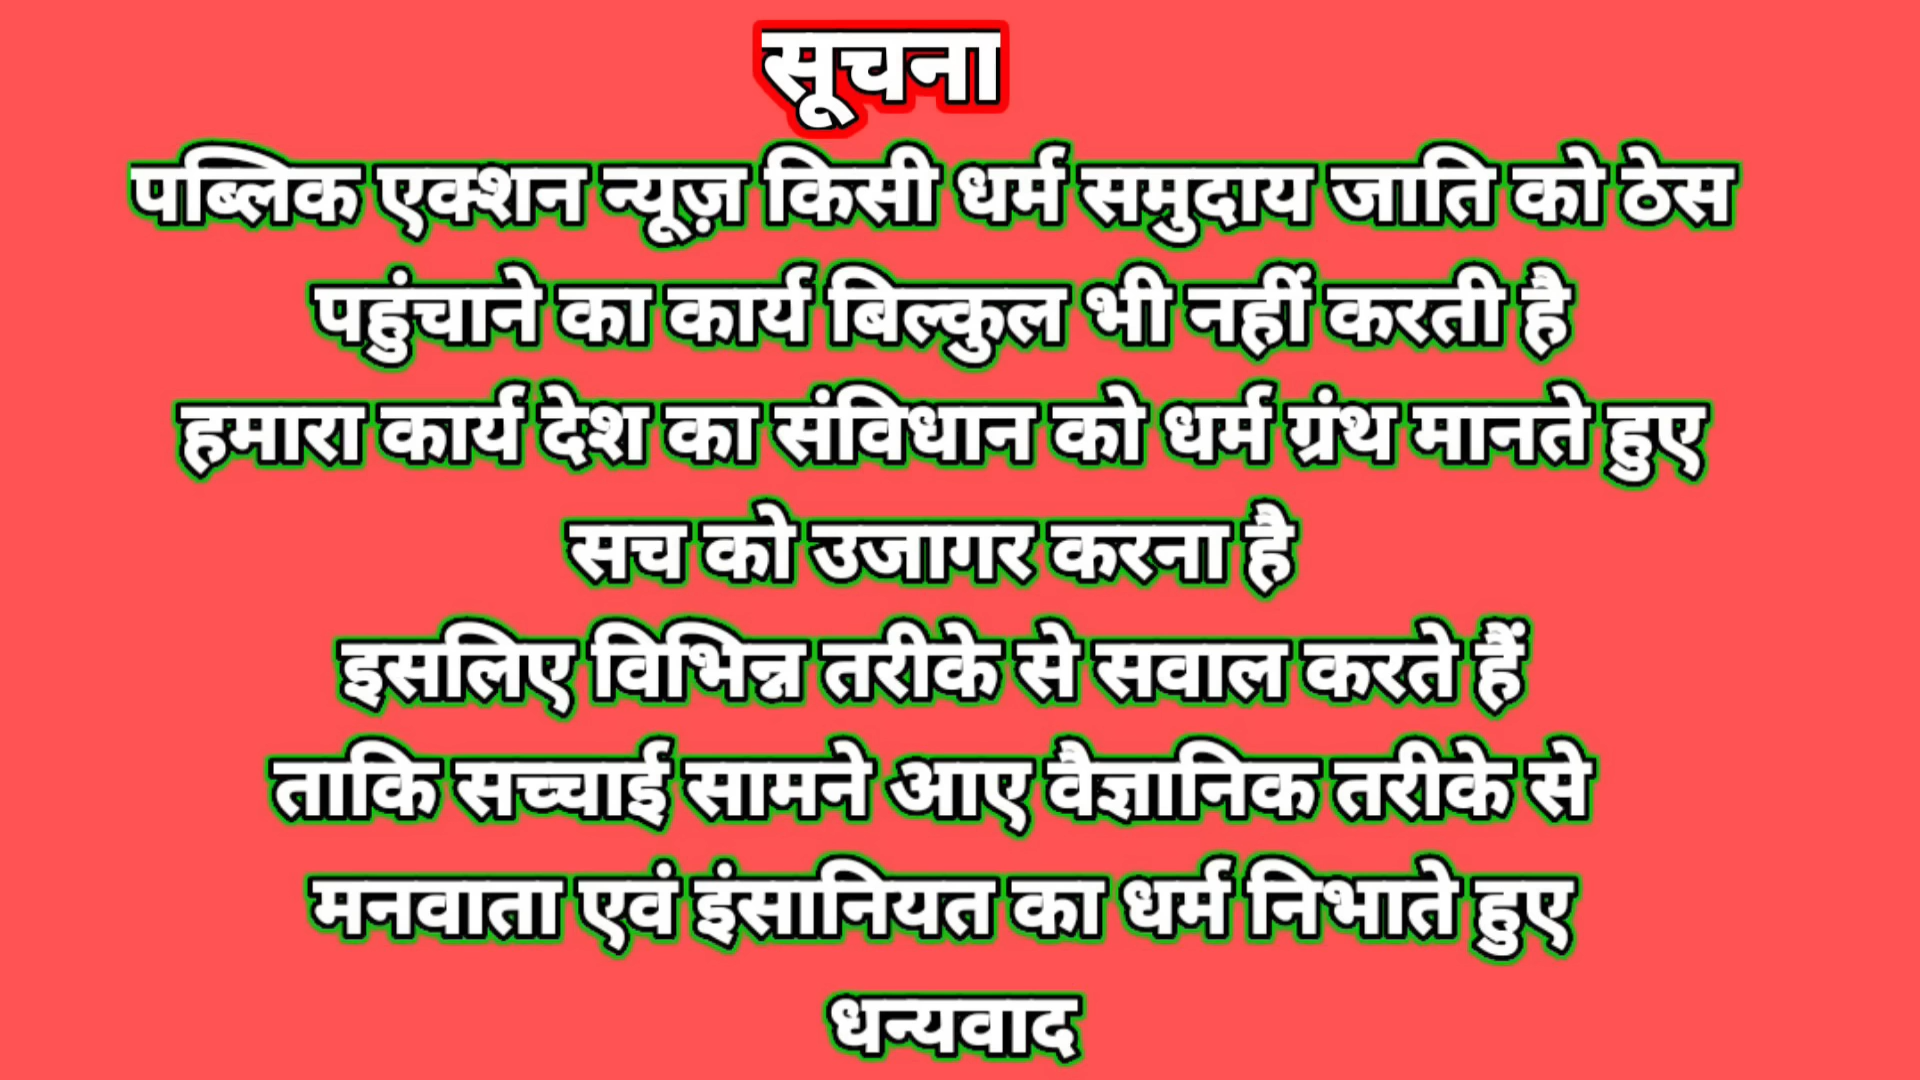 सूचना
पब्लिक एक्शन न्यूज़ किसी धर्म समुदाय जाति को ठेस
पहुंचाने का कार्य बिल्कुल भी नहीं करती है
हमारा कार्य देश का संविधान को धर्म ग्रंथ मानते हुए
सच को उजागर करना है
इसलिए विभिन्न तरीके से सवाल करते हैं
ताकि सच्चाई सामने आए वैज्ञानिक तरीके से
मनवाता एवं इंसानियत का धर्म निभाते हुए
धन्यवाद